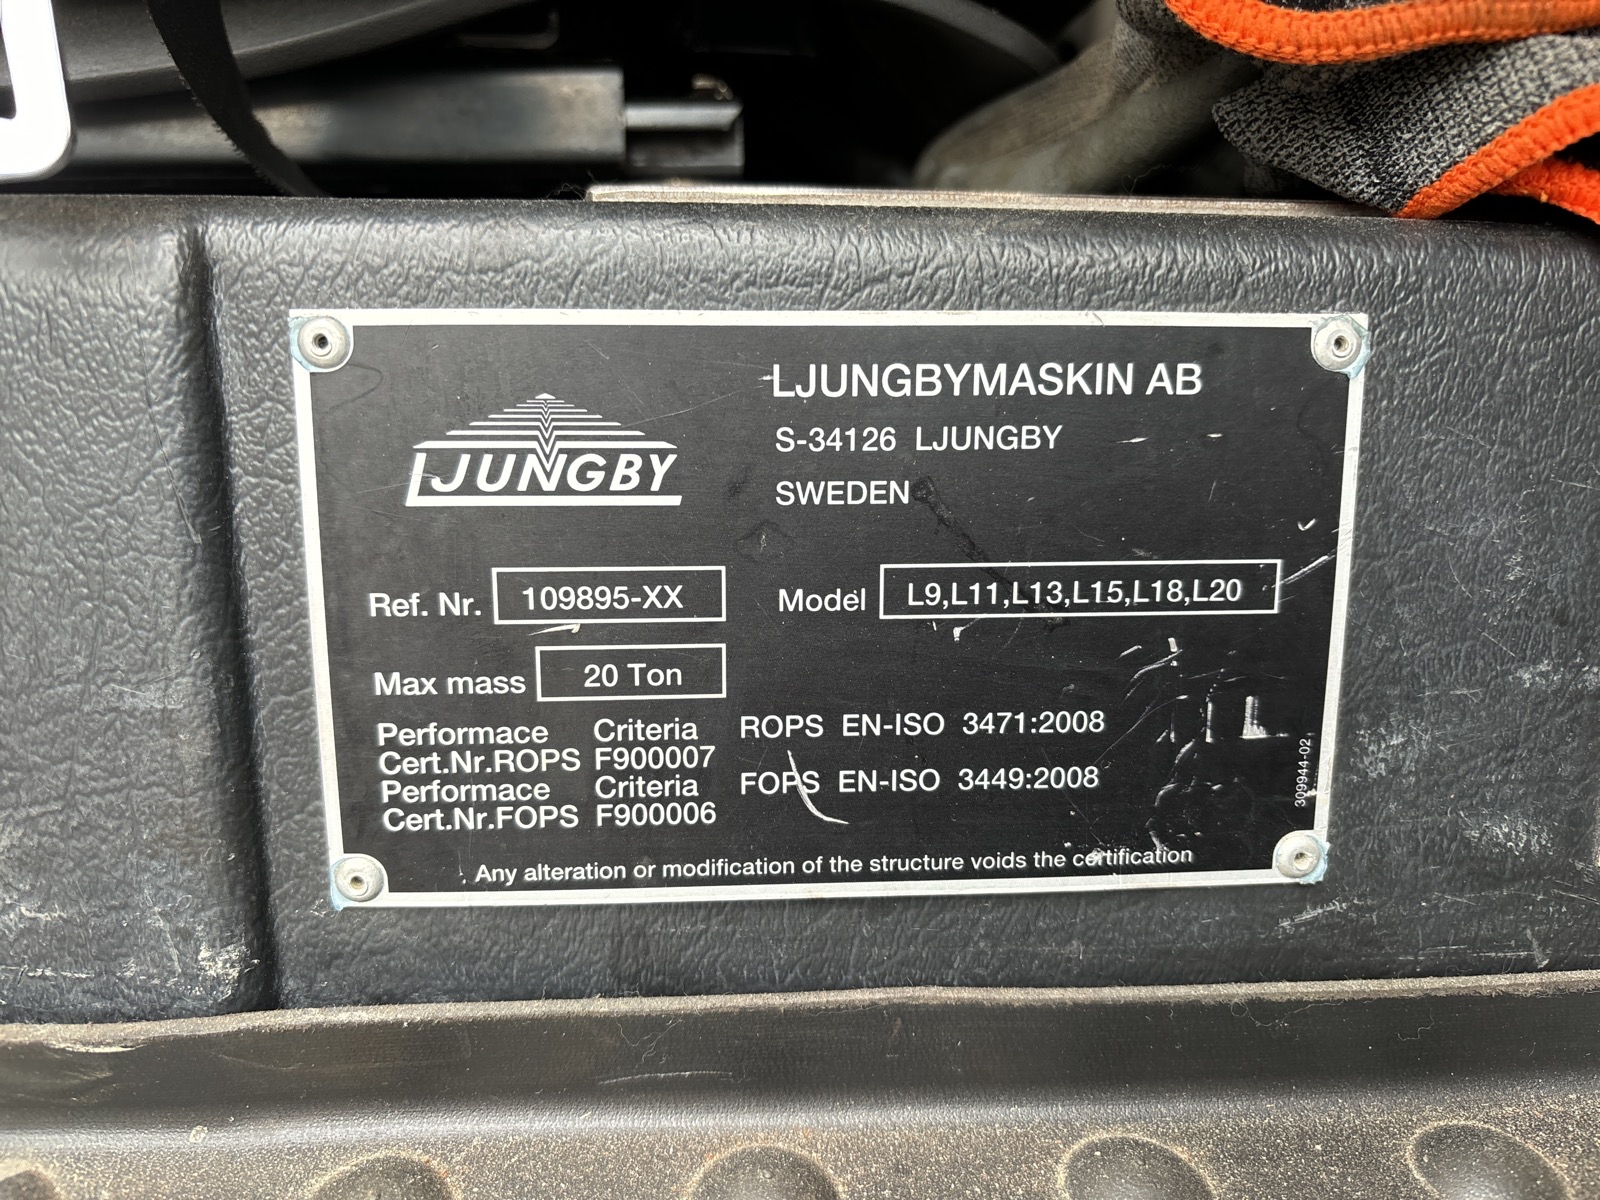 LJUNGBY
LJUNGBYMASKIN AB
S-34126 LJUNGBY
SWEDEN
Ref. Nr. 109895-XX
Model L9,L11,L13,L15,L18,L20
Max mass 20 Ton
Performace Criteria ROPS EN-ISO 3471:2008
Cert.Nr.ROPS F900007
Performace Criteria FOPS EN-ISO 3449:2008
Cert.Nr.FOPS F900006
309944-02
Any alteration or modification of the structure voids the certification